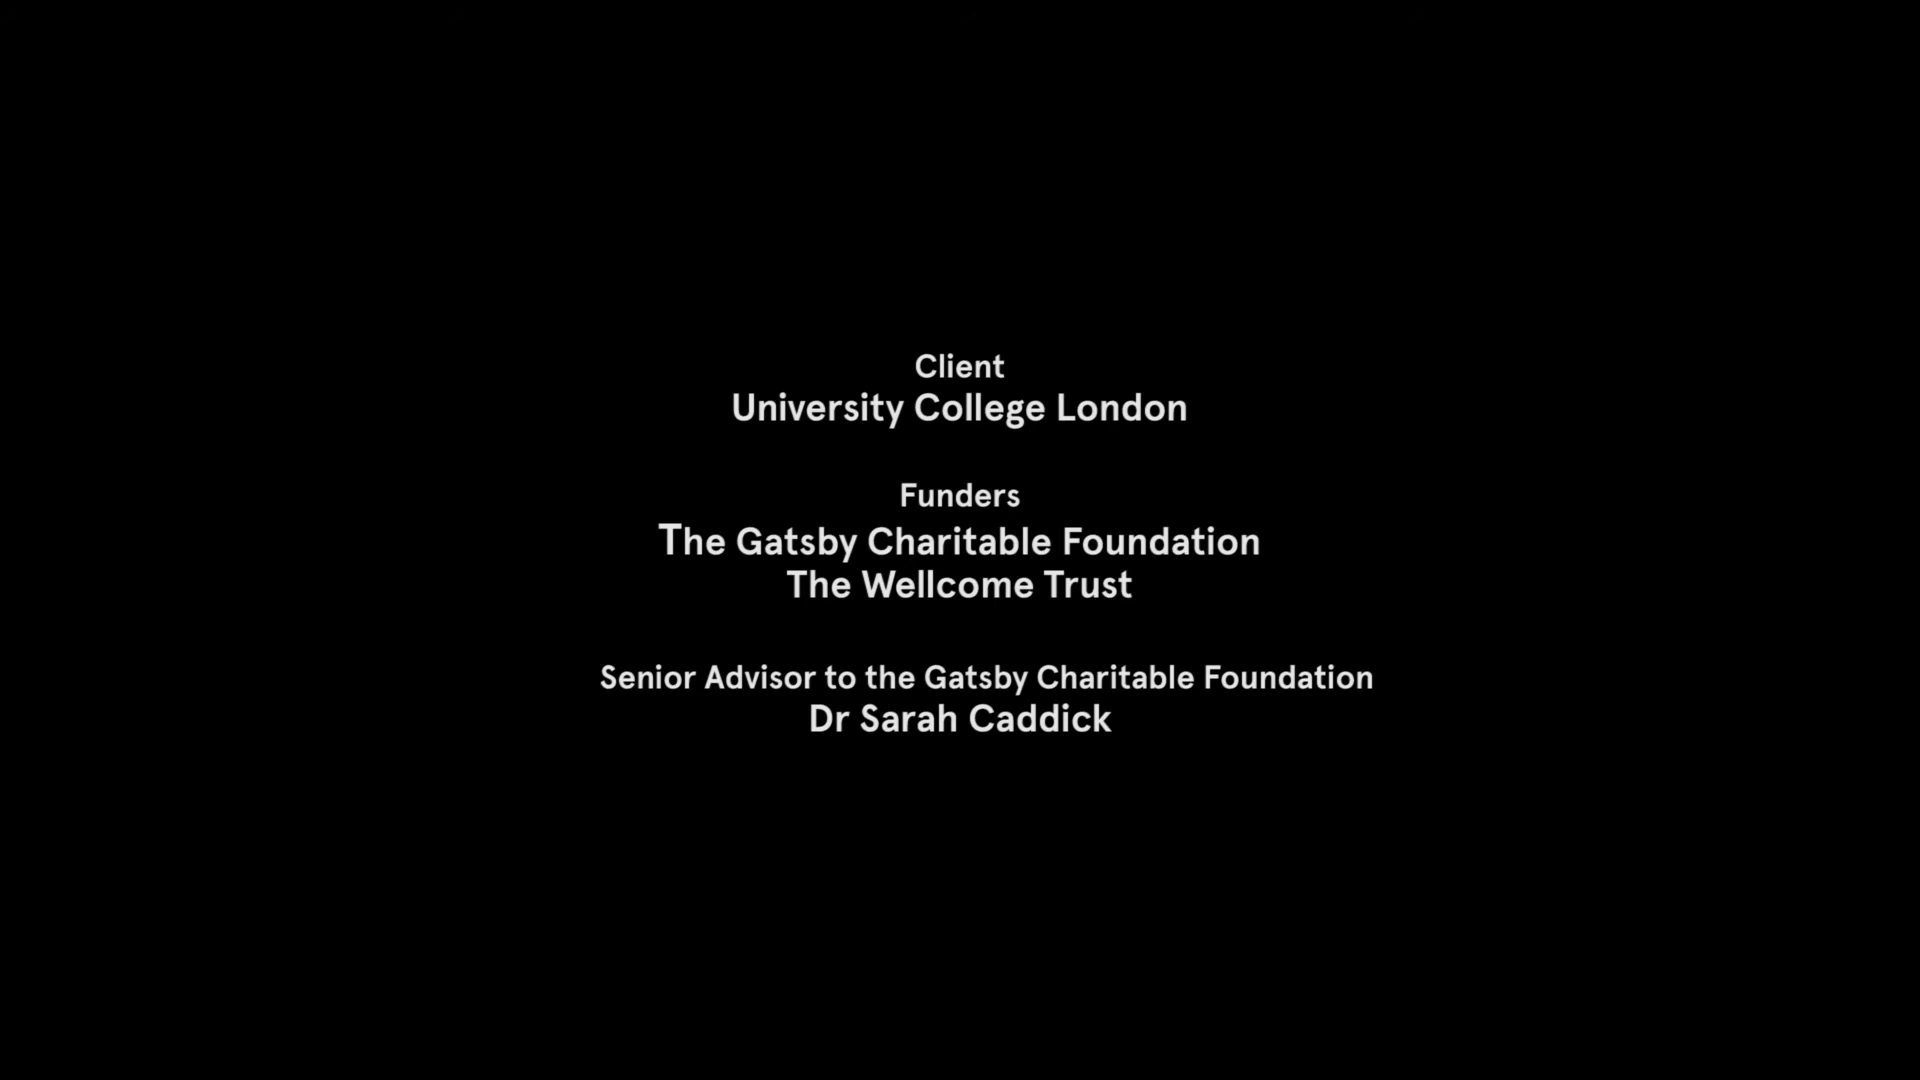 Client
University College London
Funders
The Gatsby Charitable Foundation
The Wellcome Trust
Senior Advisor to the Gatsby Charitable Foundation
Dr Sarah Caddick